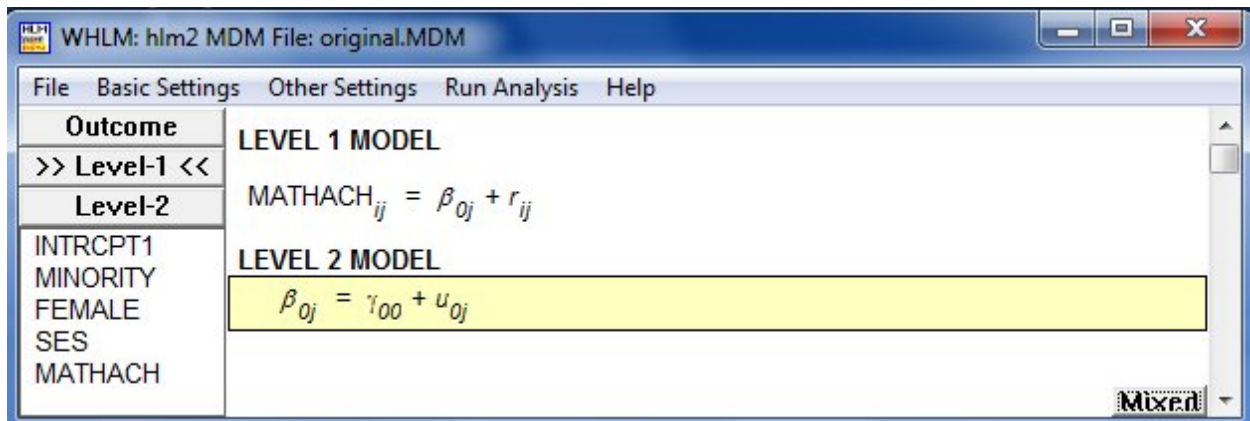 HLM
WHLM: hlm2 MDM File: original.MDM
File Basic Settings Other Settings Run Analysis Help
Outcome
>> Level-1 <<
Level-2
INTRCPT1
MINORITY
FEMALE
SES
MATHACH
LEVEL 1 MODEL
MATHACHᵢⱼ = β₀ⱼ + rᵢⱼ
LEVEL 2 MODEL
β₀ⱼ = γ₀₀ + u₀ⱼ
Mixed